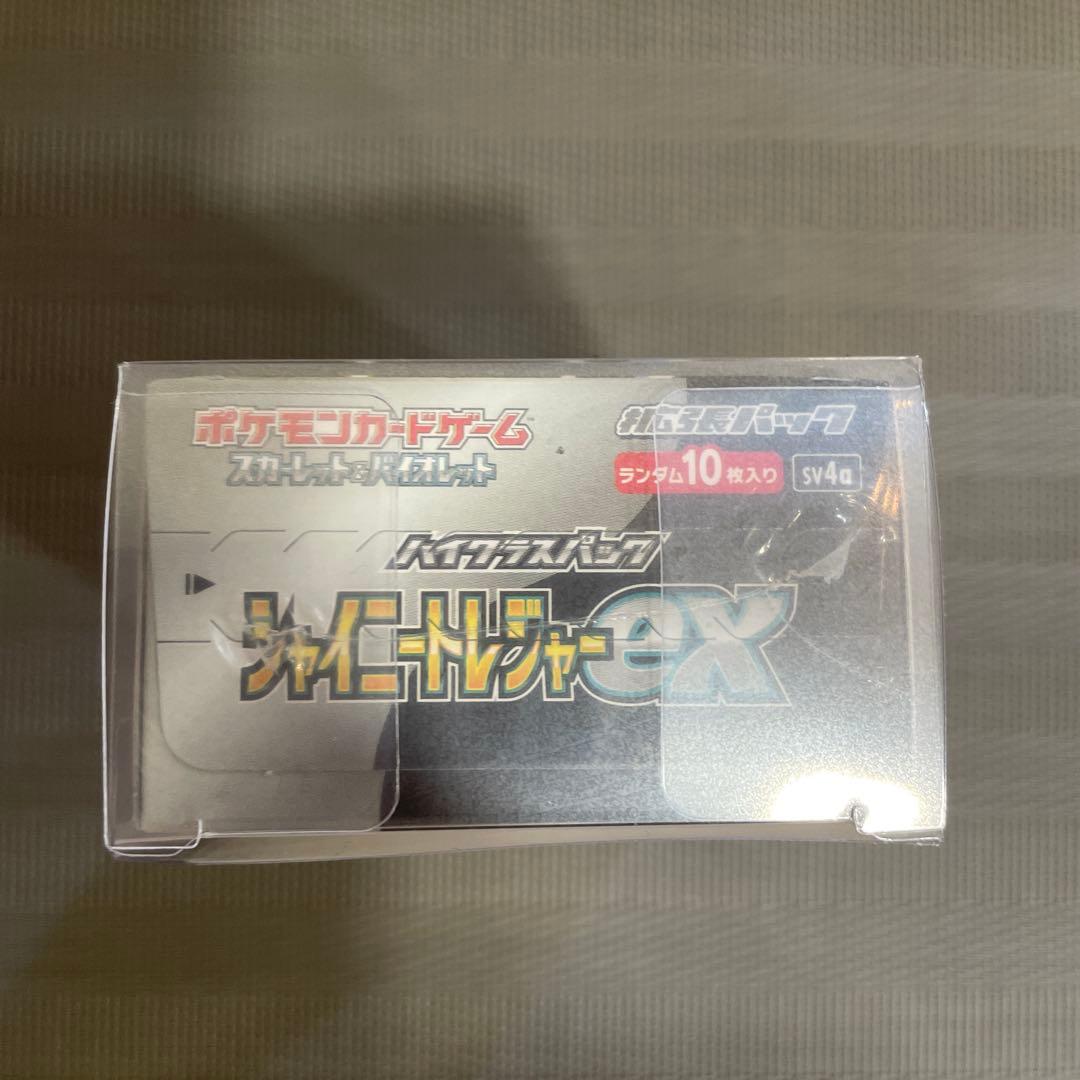 ポケモンカードゲーム
スカーレット&バイオレット
拡張パック
ランダム10枚入り
sv4a
ハイクラスパック
シャイニートレジャーex